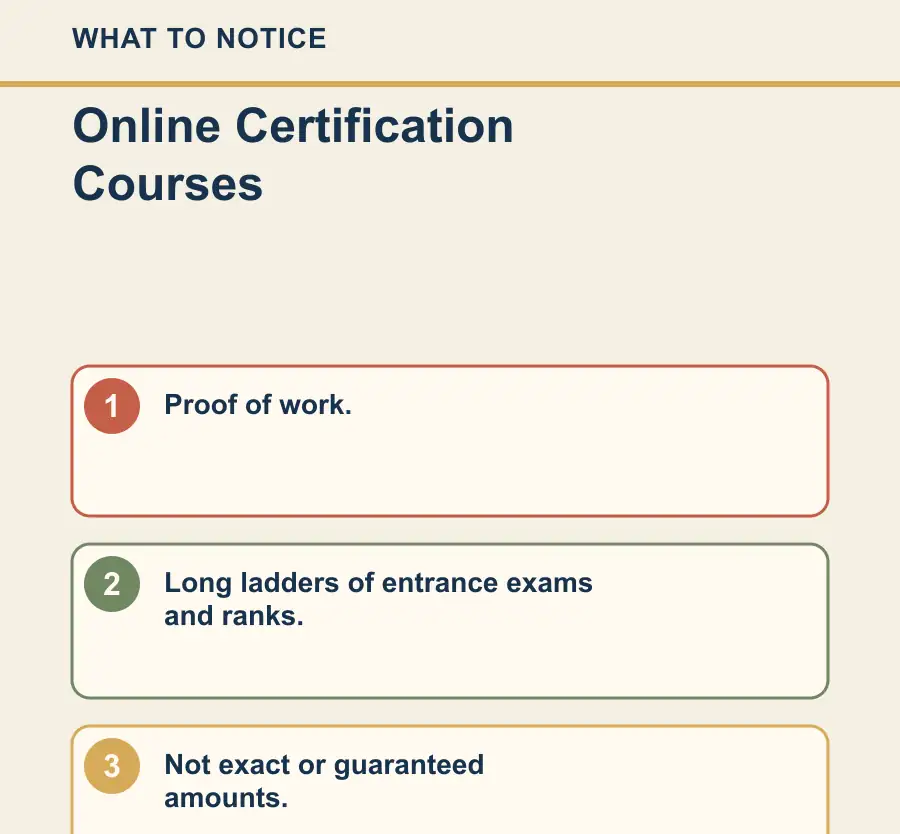 WHAT TO NOTICE
Online Certification
Courses
1
Proof of work.
2
Long ladders of entrance exams
and ranks.
3
Not exact or guaranteed
amounts.